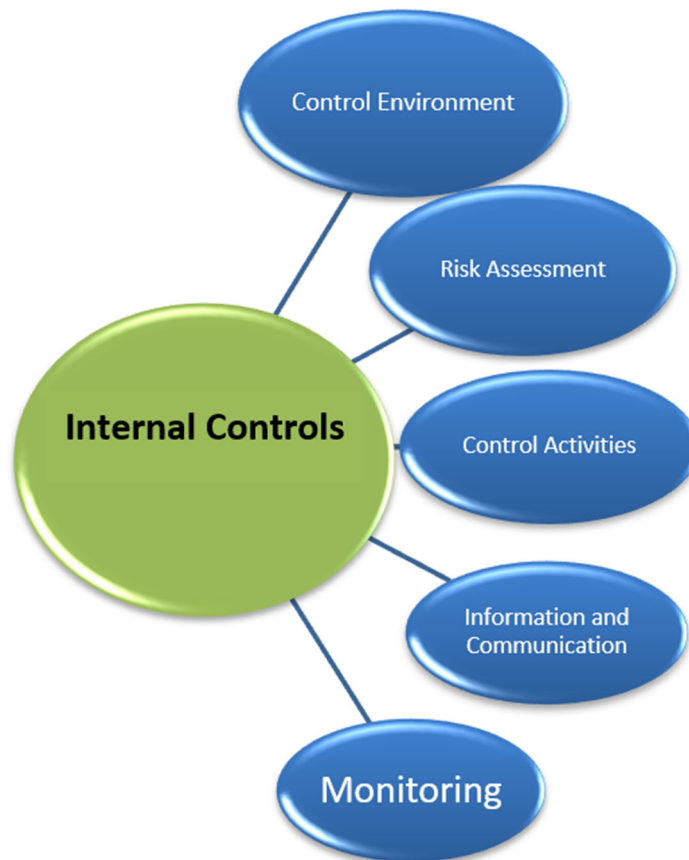 Control Environment
Risk Assessment
Internal Controls
Control Activities
Information and
Communication
Monitoring